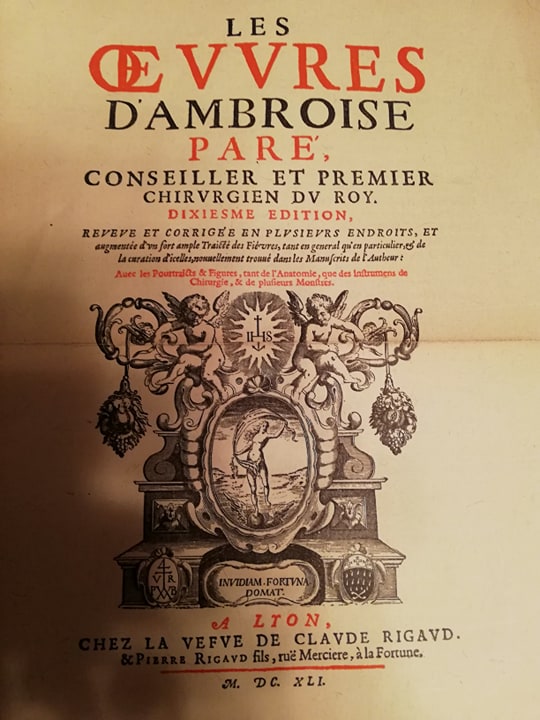 LES
ŒVVRES
D'AMBROISE
PARE',
CONSEILLER ET PREMIER
CHIRVRGIEN DV ROY.
DIXIESME EDITION,
REVEVE ET CORRIGÉE EN PLVSIEVRS ENDROITS, ET
augmentée d'vn fort ample Traicté des Fiévres, tant en general qu'en particulier, & de
la curation d'icelles, nouuellement trouué dans les Manuscrits de l'Autheur:
Auec les Pourtraicts & Figures, tant de l'Anatomie, que des instrumens de
Chirurgie, & de plusieurs Monstres.
IHS
VR
PB
INVIDIAM. FORTVNA
DOMAT.
A LYON,
CHEZ LA VEFVE DE CLAVDE RIGAVD.
& PIERRE RIGAVD fils, ruë Merciere, à la Fortune.
M. DC. XLI.